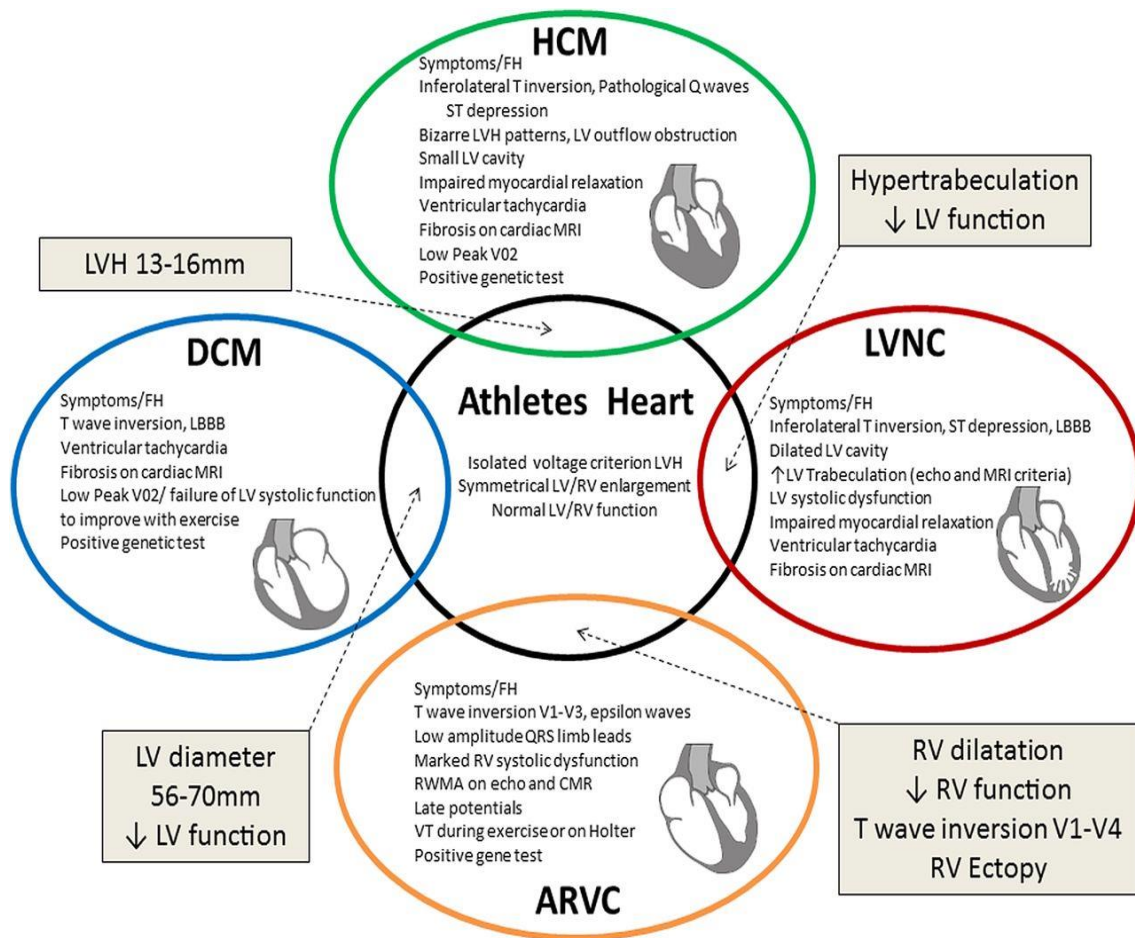 HCM
Symptoms/FH
Inferolateral T inversion, Pathological Q waves
ST depression
Bizarre LVH patterns, LV outflow obstruction
Small LV cavity
Impaired myocardial relaxation
Ventricular tachycardia
Fibrosis on cardiac MRI
Low Peak V02
Positive genetic test
Hypertrabeculation
↓ LV function
LVH 13-16mm
DCM
Symptoms/FH
T wave inversion, LBBB
Ventricular tachycardia
Fibrosis on cardiac MRI
Low Peak V02/ failure of LV systolic function
to improve with exercise
Positive genetic test
Athletes Heart
Isolated voltage criterion LVH
Symmetrical LV/RV enlargement
Normal LV/RV function
LVNC
Symptoms/FH
Inferolateral T inversion, ST depression, LBBB
Dilated LV cavity
↑LV Trabeculation (echo and MRI criteria)
LV systolic dysfunction
Impaired myocardial relaxation
Ventricular tachycardia
Fibrosis on cardiac MRI
LV diameter
56-70mm
↓ LV function
Symptoms/FH
T wave inversion V1-V3, epsilon waves
Low amplitude QRS limb leads
Marked RV systolic dysfunction
RWMA on echo and CMR
Late potentials
VT during exercise or on Holter
Positive gene test
ARVC
RV dilatation
↓ RV function
T wave inversion V1-V4
RV Ectopy